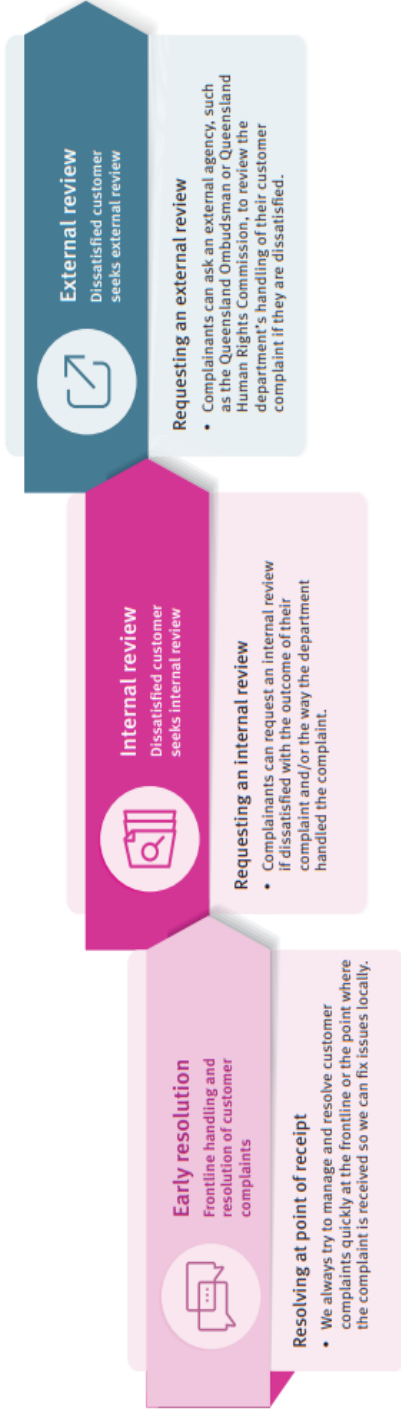 Early resolution
Frontline handling and
resolution of customer
complaints
Resolving at point of receipt
• We always try to manage and resolve customer
complaints quickly at the frontline or the point where
the complaint is received so we can fix issues locally.
Internal review
Dissatisfied customer
seeks internal review
Requesting an internal review
• Complainants can request an internal review
if dissatisfied with the outcome of their
complaint and/or the way the department
handled the complaint.
External review
Dissatisfied customer
seeks external review
Requesting an external review
• Complainants can ask an external agency, such
as the Queensland Ombudsman or Queensland
Human Rights Commission, to review the
department's handling of their customer
complaint if they are dissatisfied.